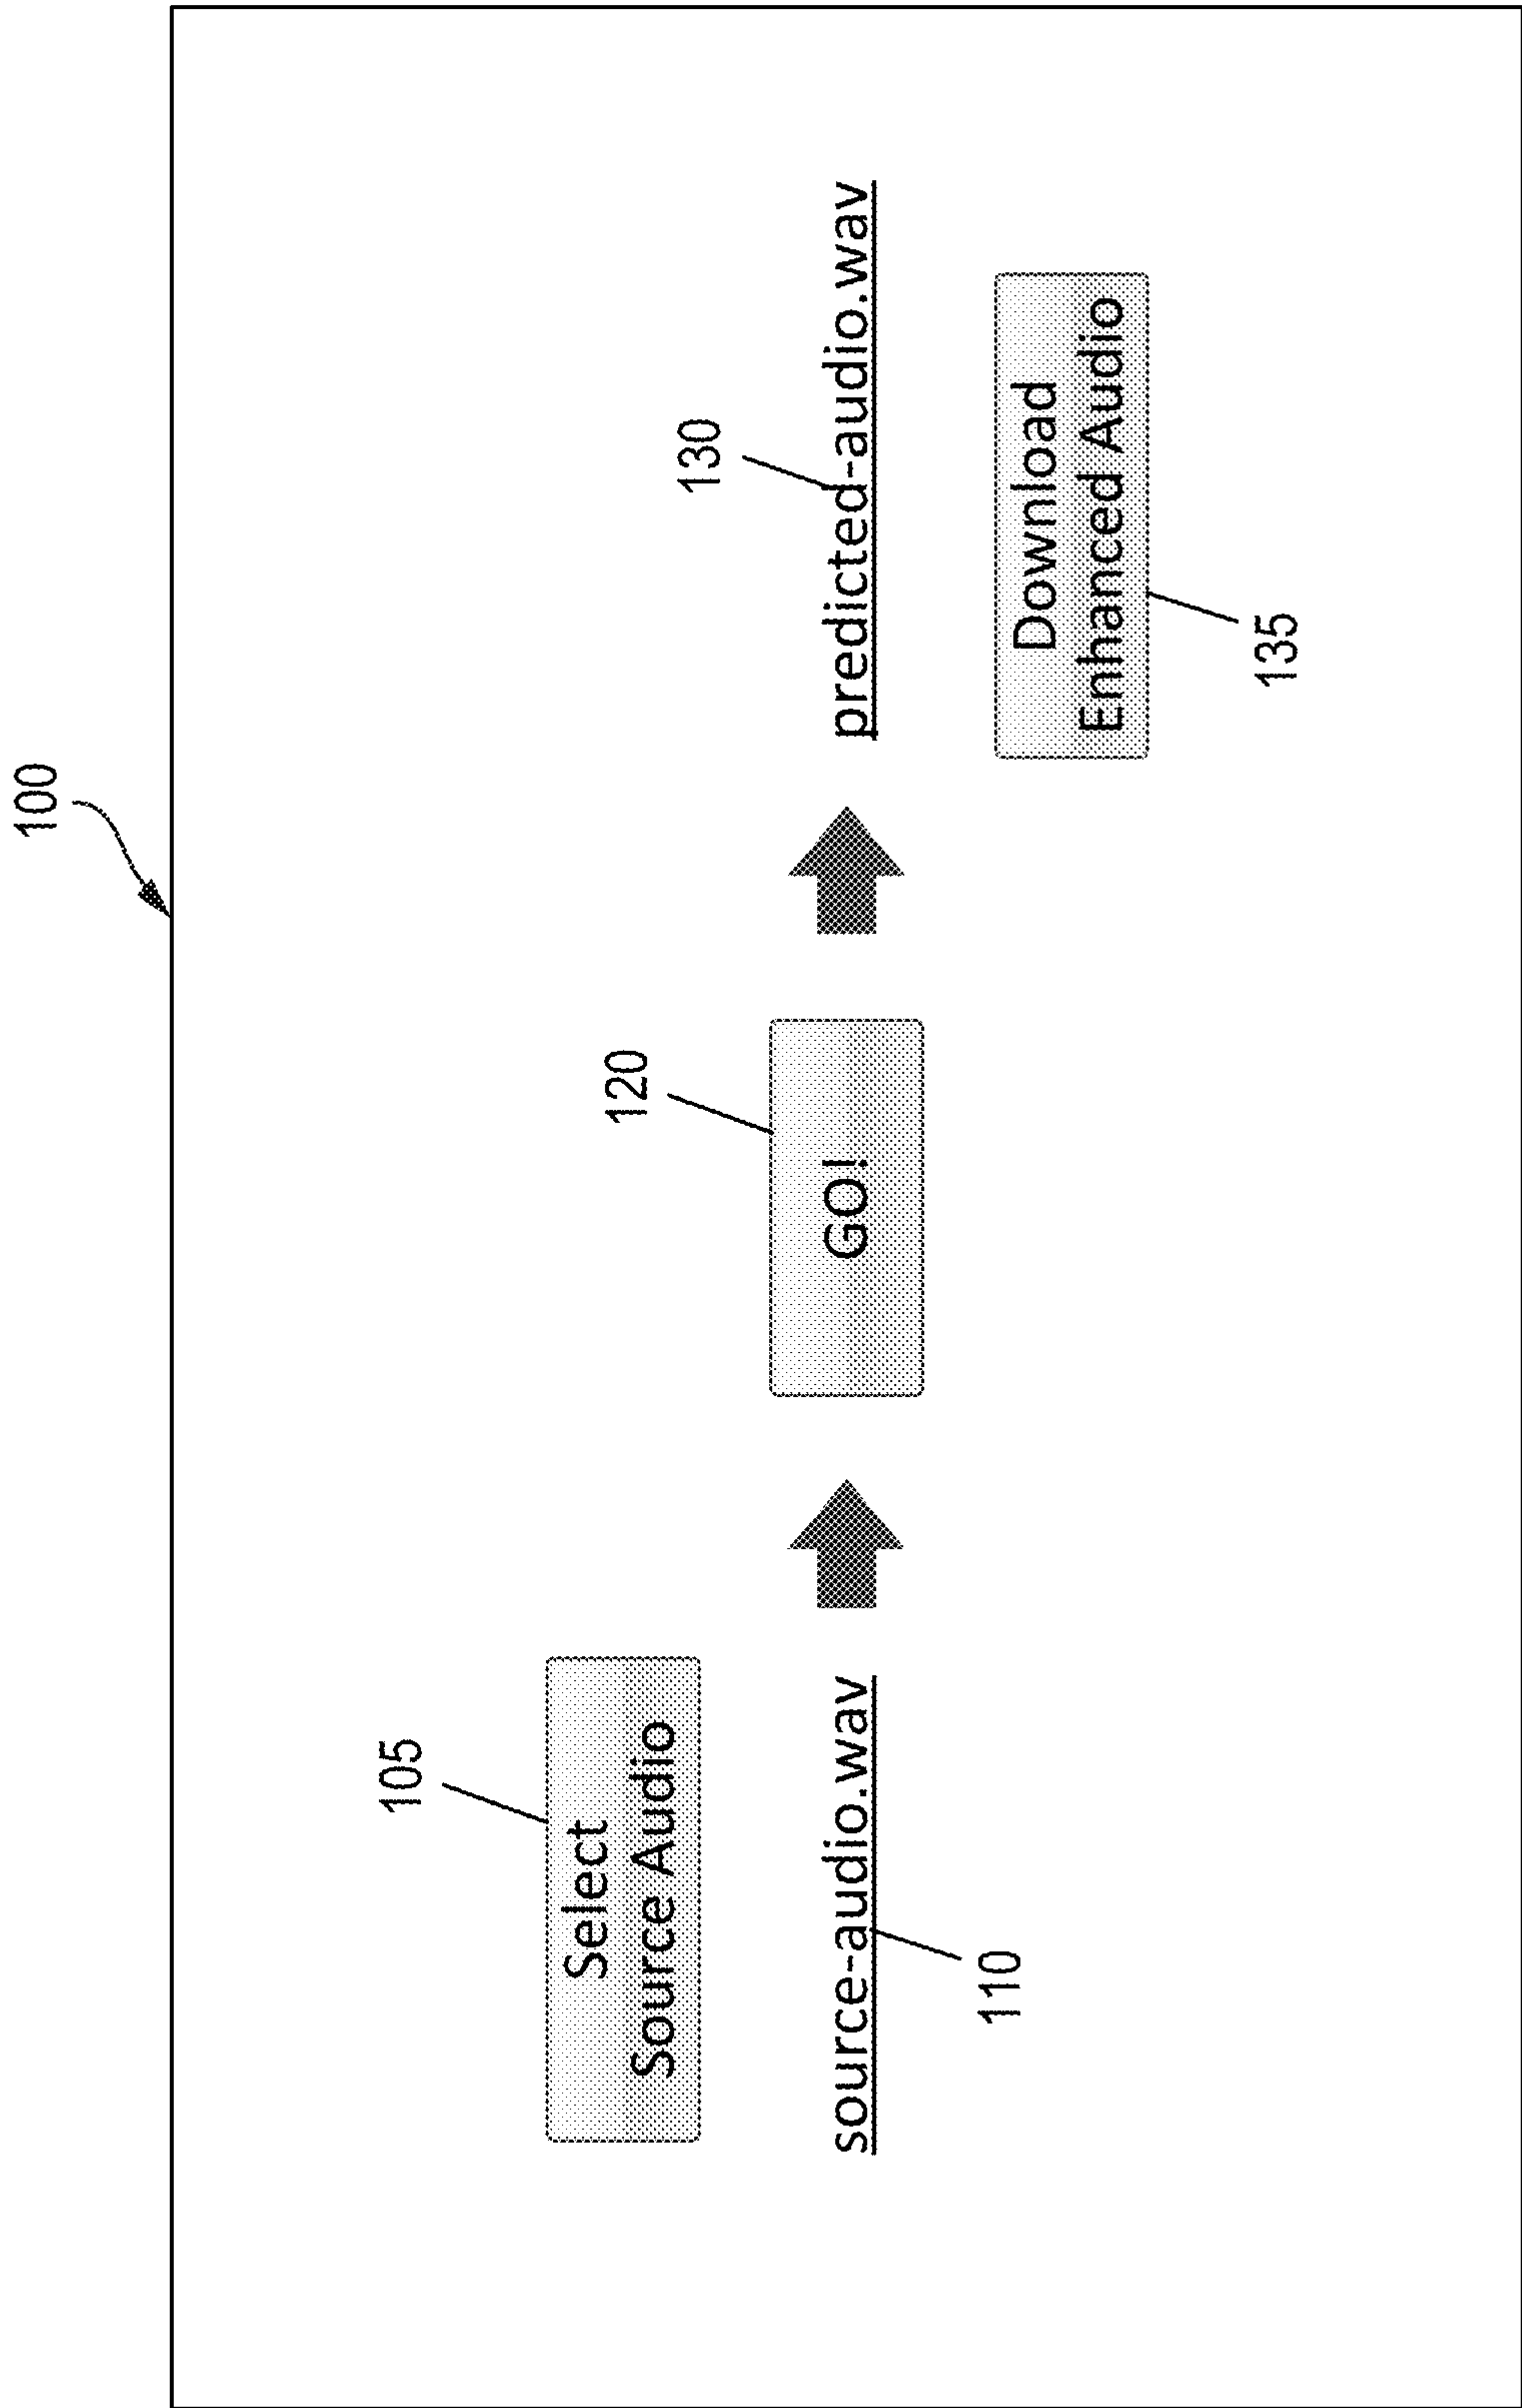 100
105
Select
Source Audio
source-audio.wav
110
120
GO!
130
predicted-audio.wav
Download
Enhanced Audio
135